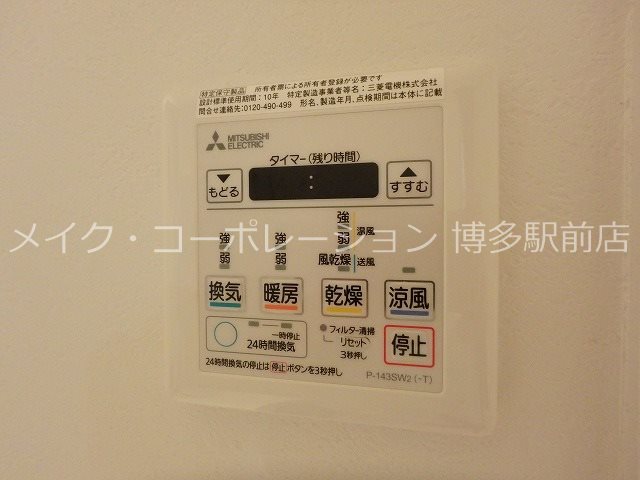 特定保守製品 所有者票による所有者登録が必要です
設計標準使用期間:10年 特定製造事業者等名:三菱電機株式会社
問合せ連絡先:0120-490-499 形名、製造年月、点検期間は本体に記載
MITSUBISHI
ELECTRIC
タイマー(残り時間)
▼
もどる
:
▲
すすむ
強 強 強 温風
弱 弱 弱
風乾燥 送風
メイク・コーポレーション 博多駅前店
換気 暖房 乾燥 涼風
一時停止
24時間換気
フィルター清掃
リセット
3秒押し
停止
24時間換気の停止は停止ボタンを3秒押し
P-143SW2(-T)